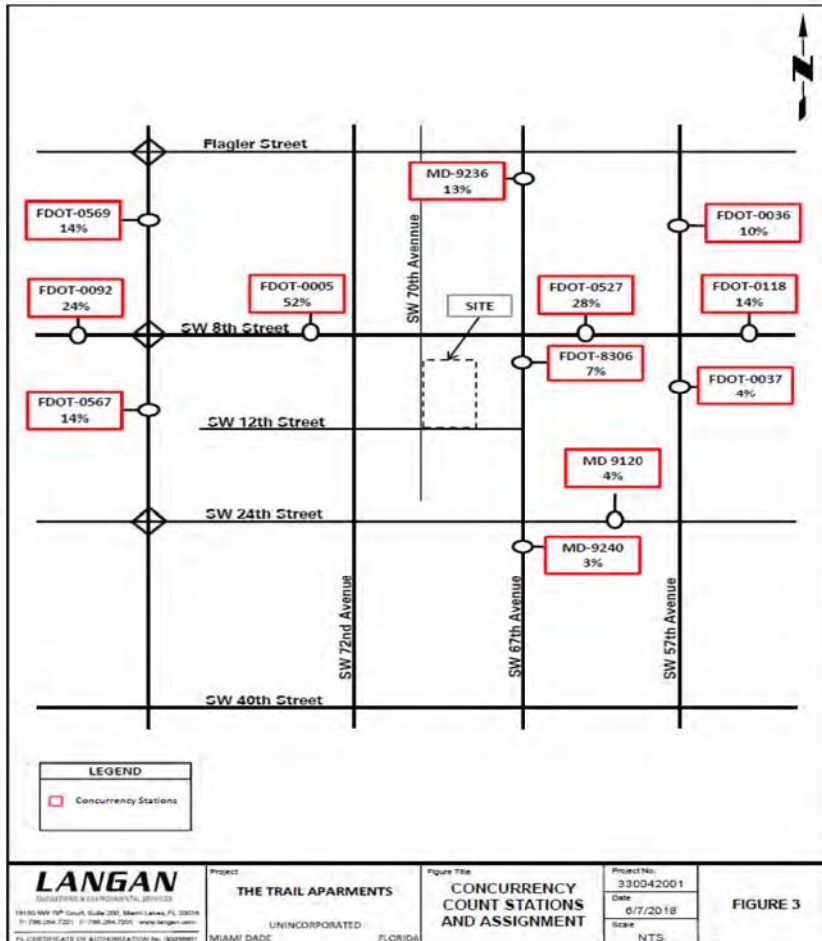 N
Flagler Street
MD-9236
13%
FDOT-0569
14%
FDOT-0036
10%
SW 70th Avennue
FDOT-0092
24%
FDOT-0005
52%
SITE
FDOT-0527
28%
FDOT-0118
14%
SW 8th Street
FDOT-8306
7%
FDOT-0037
4%
FDOT-0567
14%
SW 12th Street
MD 9120
4%
SW 24th Street
MD-9240
3%
SW 72nd Avenue
SW 67th Avenue
SW 57th Avenue
SW 40th Street
LEGEND
Concurrency Stations
LANGAN
ENGINEERING & ENVIRONMENTAL SERVICES
Project
THE TRAIL APARMENTS
UNINCORPORATED
MIAMI DADE
FLORIDA
Figure Title
CONCURRENCY
COUNT STATIONS
AND ASSIGNMENT
Project No.
330042001
Date
6/7/2018
Scale
NTS
FIGURE 3